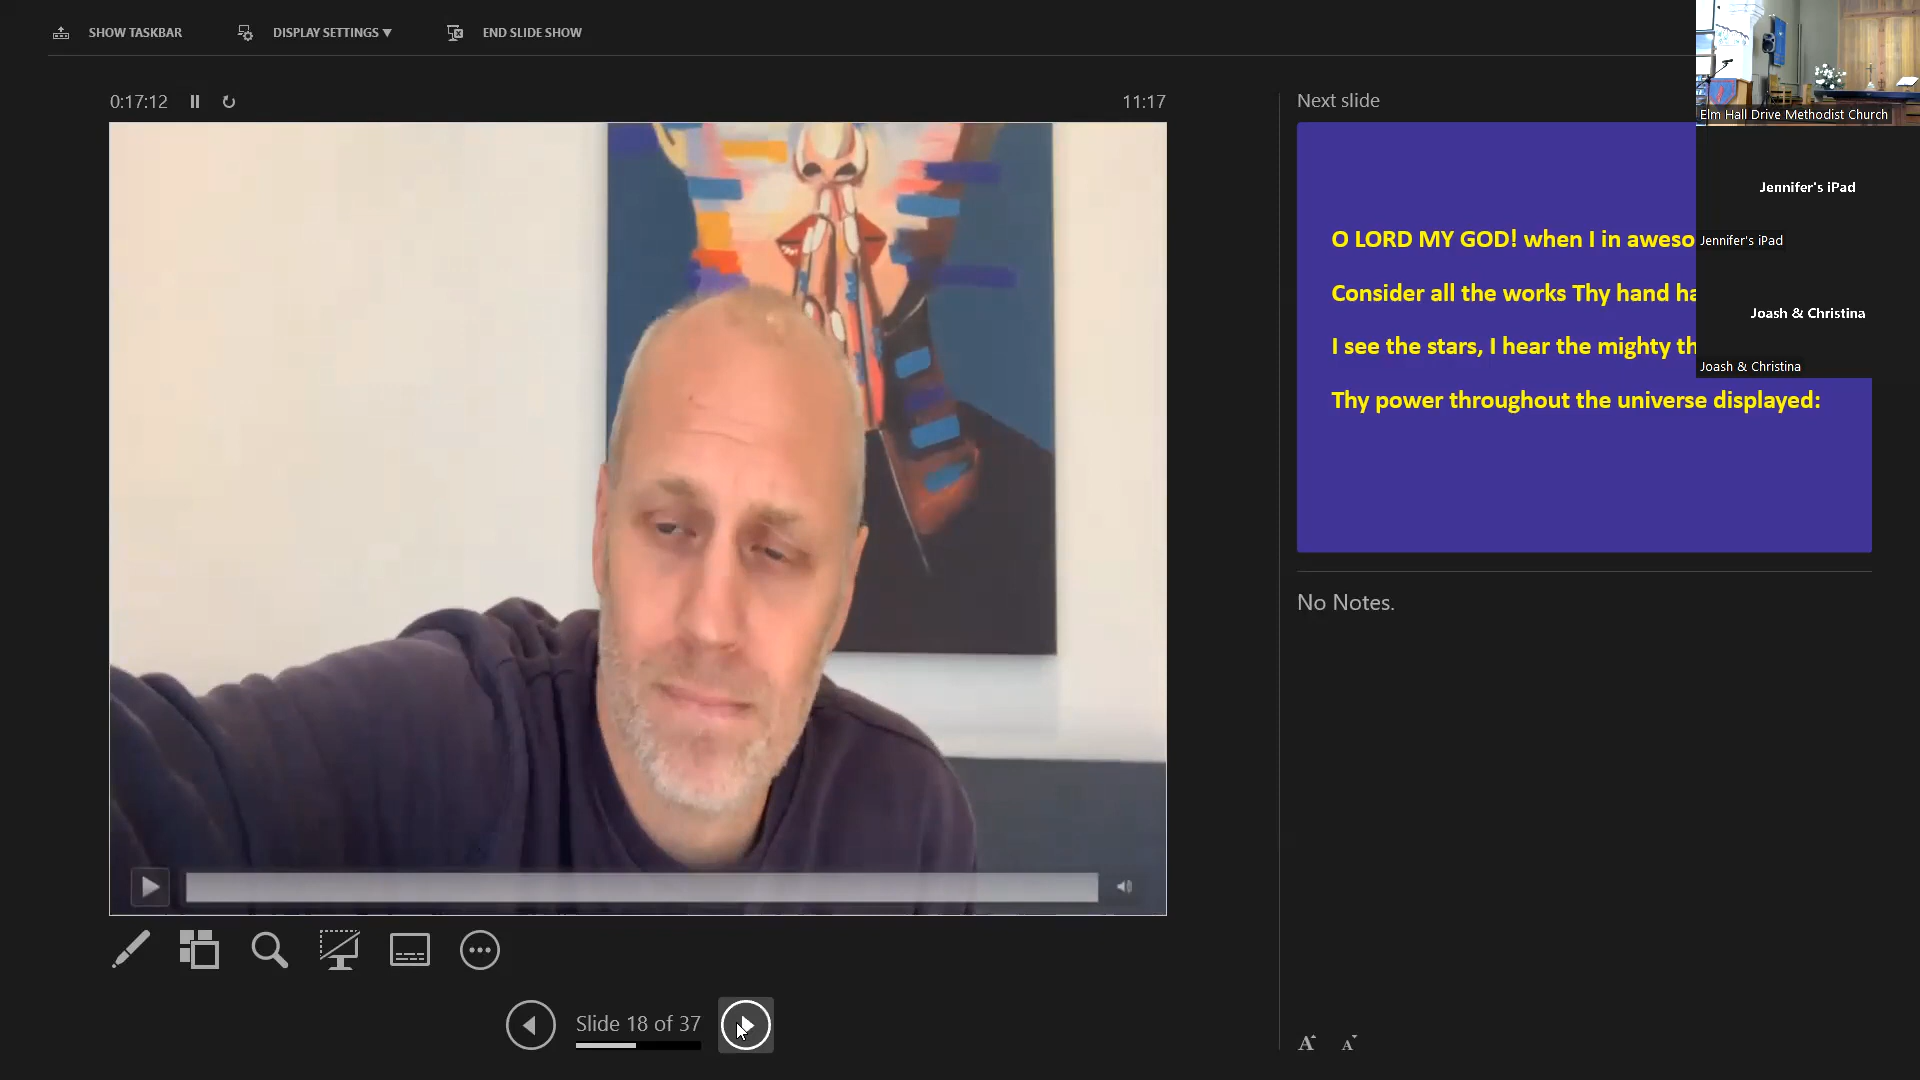 SHOW TASKBAR
DISPLAY SETTINGS ▼
END SLIDE SHOW
0:17:12
11:17
Next slide
O LORD MY GOD! when I in aweso
Consider all the works Thy hand ha
I see the stars, I hear the mighty th
Thy power throughout the universe displayed:
No Notes.
Elm Hall Drive Methodist Church
Jennifer's iPad
Jennifer's iPad
Joash & Christina
Joash & Christina
Slide 18 of 37
A A